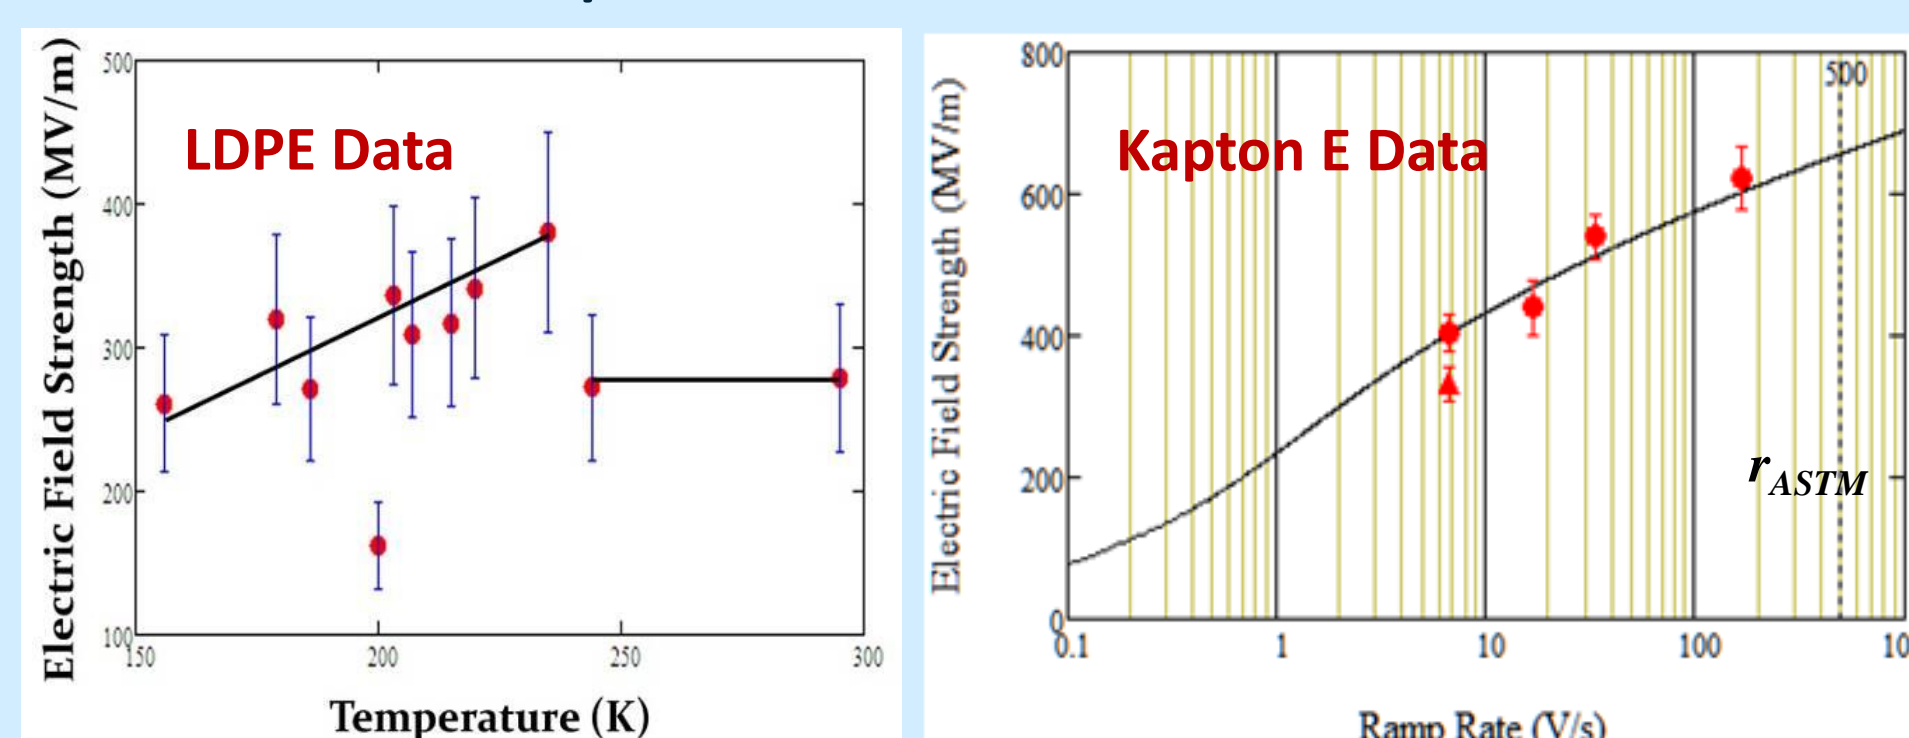 LDPE Data
Electric Field Strength (MV/m)
500
400
300
200
100
150
200
250
300
Temperature (K)
Kapton E Data
Electric Field Strength (MV/m)
800
600
400
200
0
500
r_ASTM
0.1
1
10
100
10
Ramp Rate (V/s)